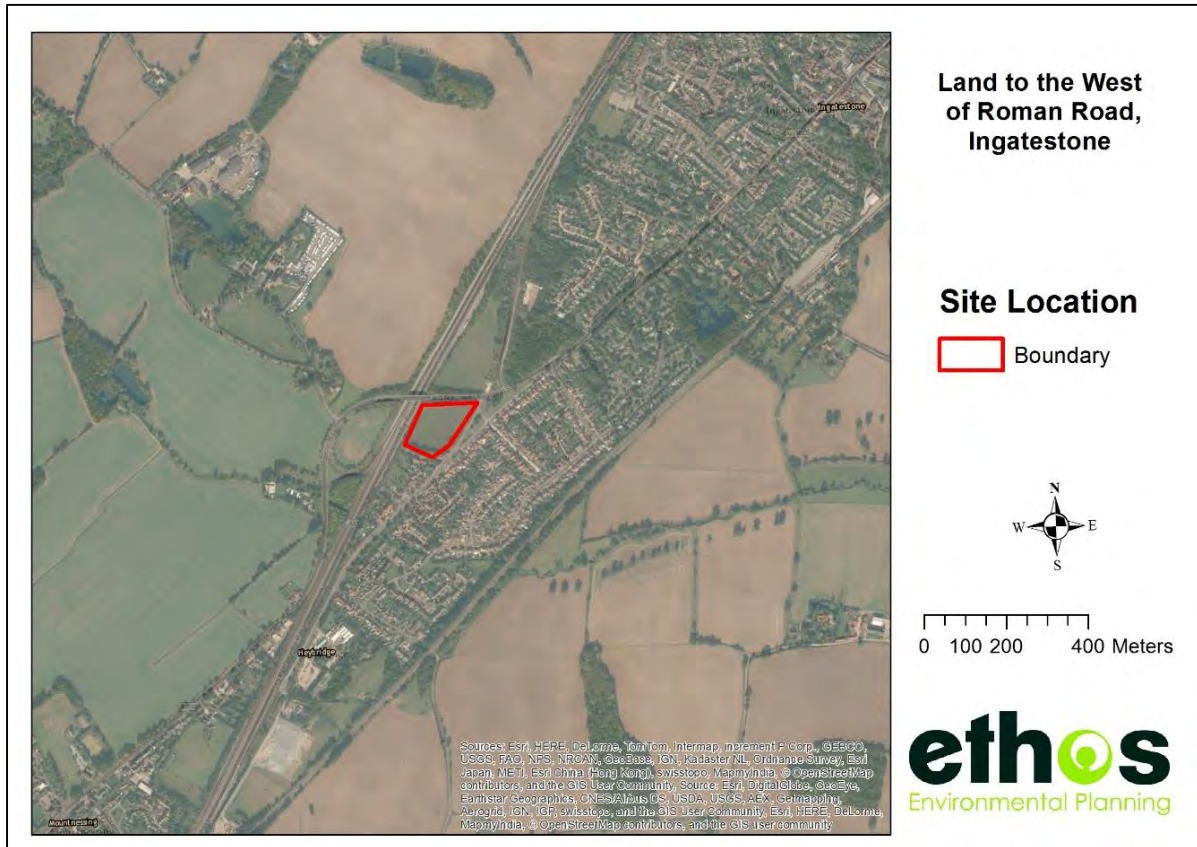 Land to the West
of Roman Road,
Ingatestone
Site Location
Boundary
N
W E
S
0 100 200 400 Meters
ethos
Environmental Planning
Ingatestone
Heybridge
Mountnessing
Sources: Esri, HERE, DeLorme, TomTom, Intermap, increment P Corp., GEBCO,
USGS, FAO, NPS, NRCAN, GeoBase, IGN, Kadaster NL, Ordnance Survey, Esri
Japan, METI, Esri China (Hong Kong), swisstopo, MapmyIndia, © OpenStreetMap
contributors, and the GIS User Community, Source: Esri, DigitalGlobe, GeoEye,
Earthstar Geographics, CNES/Airbus DS, USDA, USGS, AEX, Getmapping,
Aerogrid, IGN, IGP, swisstopo, and the GIS User Community, Esri, HERE, DeLorme,
MapmyIndia, © OpenStreetMap contributors, and the GIS user community